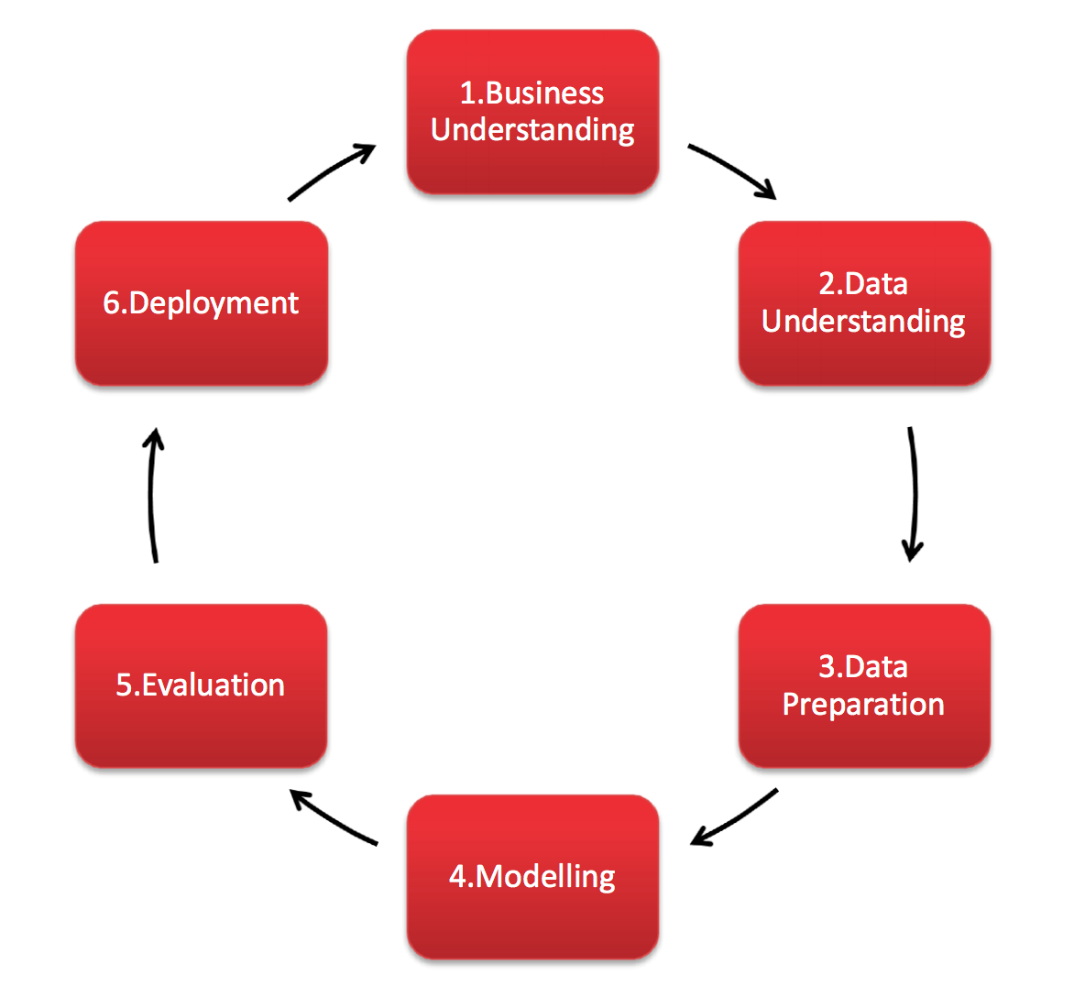 1.Business
Understanding
2.Data
Understanding
3.Data
Preparation
4.Modelling
5.Evaluation
6.Deployment